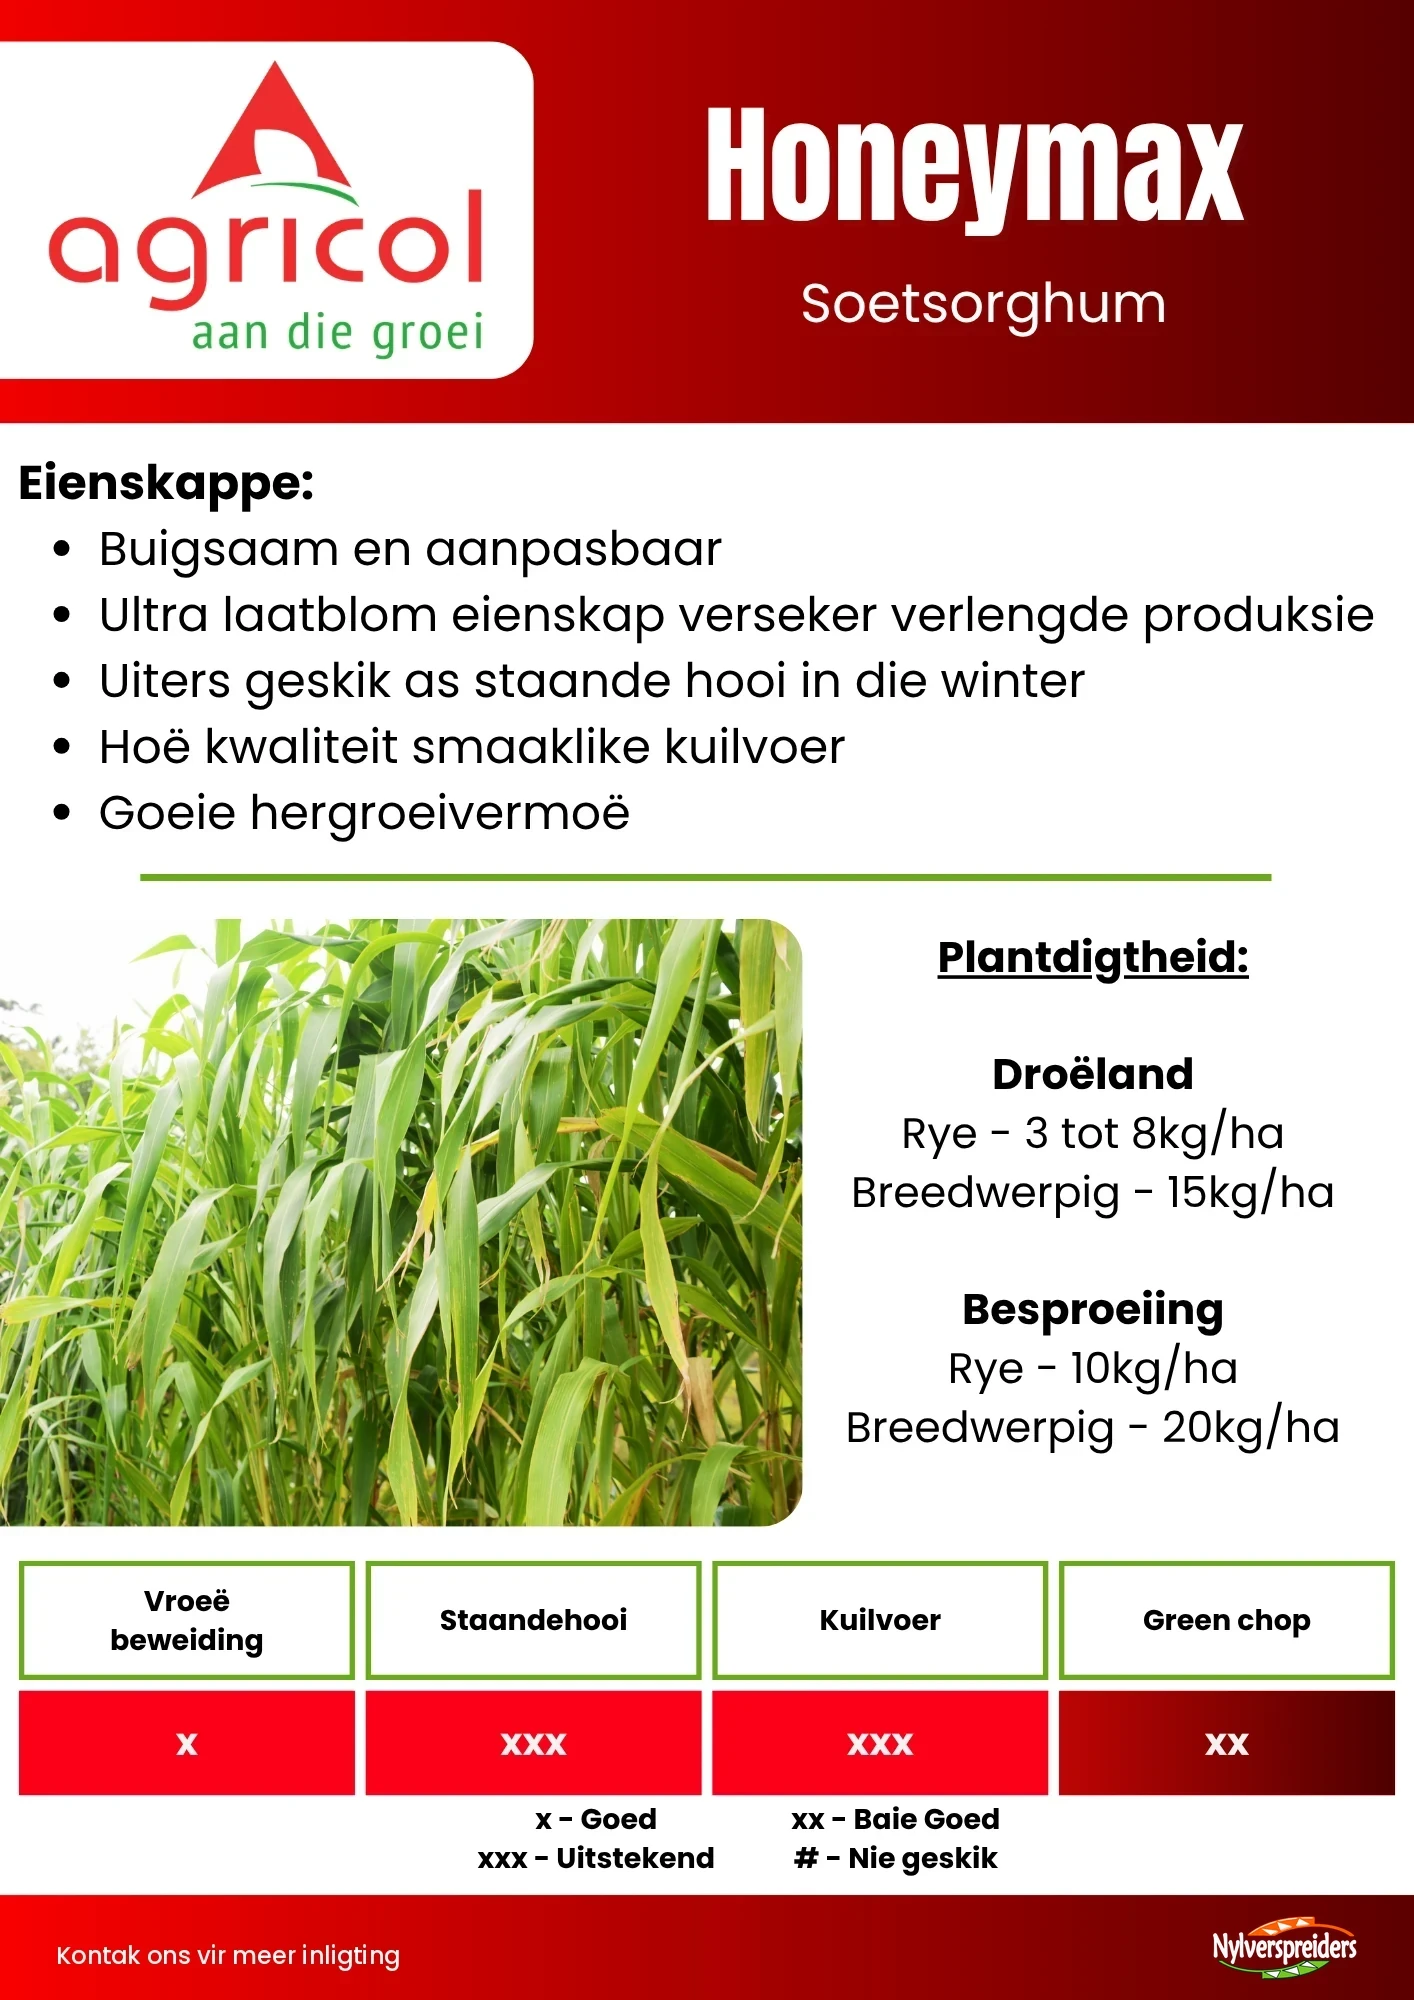 agricol
aan die groei
Honeymax
Soetsorghum
Eienskappe:
• Buigsaam en aanpasbaar
• Ultra laatblom eienskap verseker verlengde produksie
• Uiters geskik as staande hooi in die winter
• Hoë kwaliteit smaaklike kuilvoer
• Goeie hergroeivermoë
Plantdigtheid:
Droëland
Rye - 3 tot 8kg/ha
Breedwerpig - 15kg/ha
Besproeiing
Rye - 10kg/ha
Breedwerpig - 20kg/ha
Vroeë
beweiding
Staandehooi
Kuilvoer
Green chop
x
xxx
xxx
xx
x - Goed
xx - Baie Goed
xxx - Uitstekend
# - Nie geskik
Kontak ons vir meer inligting
Nylverspreiders